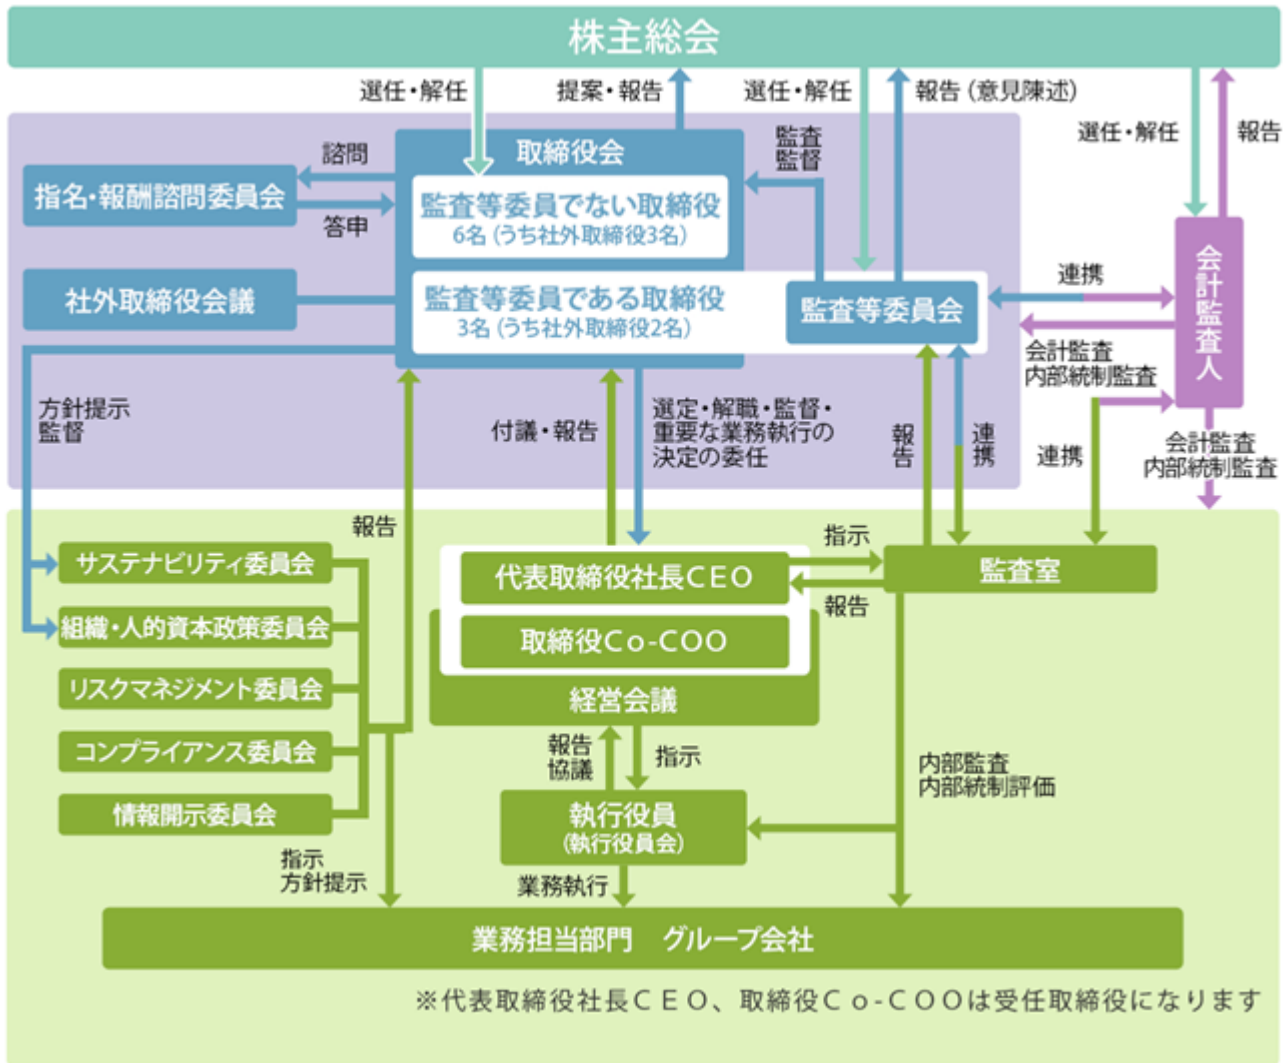 株主総会
選任・解任
提案・報告
選任・解任
報告（意見陳述）
選任・解任
報告
取締役会
監査
監督
諮問
指名・報酬諮問委員会
答申
監査等委員でない取締役
6名（うち社外取締役3名）
会計監査人
連携
社外取締役会議
監査等委員である取締役
3名（うち社外取締役2名）
監査等委員会
会計監査
内部統制監査
方針提示
監督
付議・報告
選定・解職・監督・
重要な業務執行の
決定の委任
報告
連携
連携
会計監査
内部統制監査
報告
サステナビリティ委員会
組織・人的資本政策委員会
リスクマネジメント委員会
コンプライアンス委員会
情報開示委員会
代表取締役社長CEO
取締役Co-COO
経営会議
指示
報告
監査室
報告
協議
指示
内部監査
内部統制評価
執行役員
（執行役員会）
指示
方針提示
業務執行
業務担当部門　グループ会社
※代表取締役社長CEO、取締役Co-COOは受任取締役になります